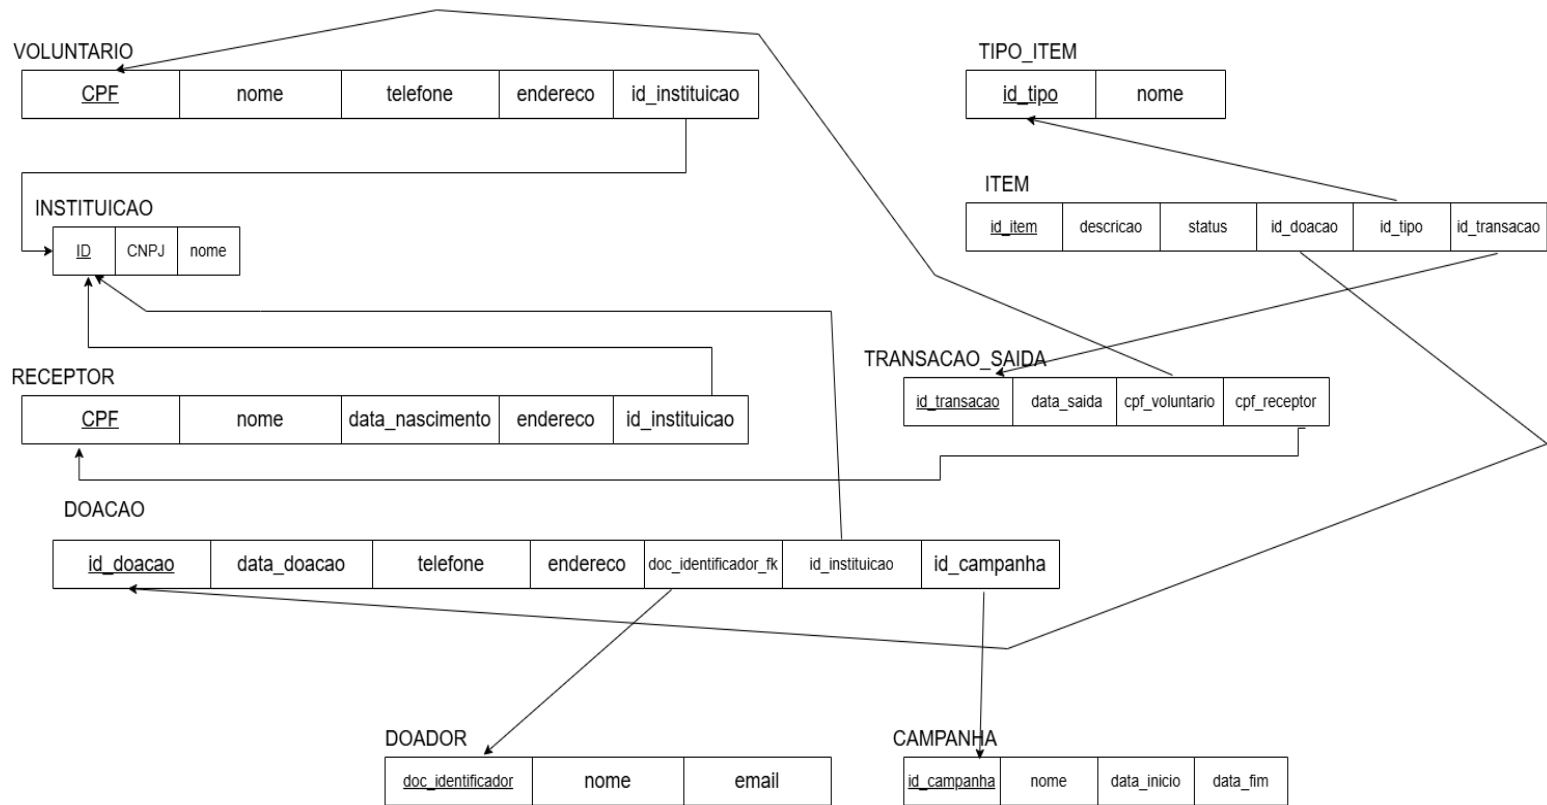 VOLUNTARIO
CPF nome telefone endereco id_instituicao
TIPO_ITEM
id_tipo nome
ITEM
id_item descricao status id_doacao id_tipo id_transacao
INSTITUICAO
ID CNPJ nome
TRANSACAO_SAIDA
id_transacao data_saida cpf_voluntario cpf_receptor
RECEPTOR
CPF nome data_nascimento endereco id_instituicao
DOACAO
id_doacao data_doacao telefone endereco doc_identificador_fk id_instituicao id_campanha
DOADOR
doc_identificador nome email
CAMPANHA
id_campanha nome data_inicio data_fim